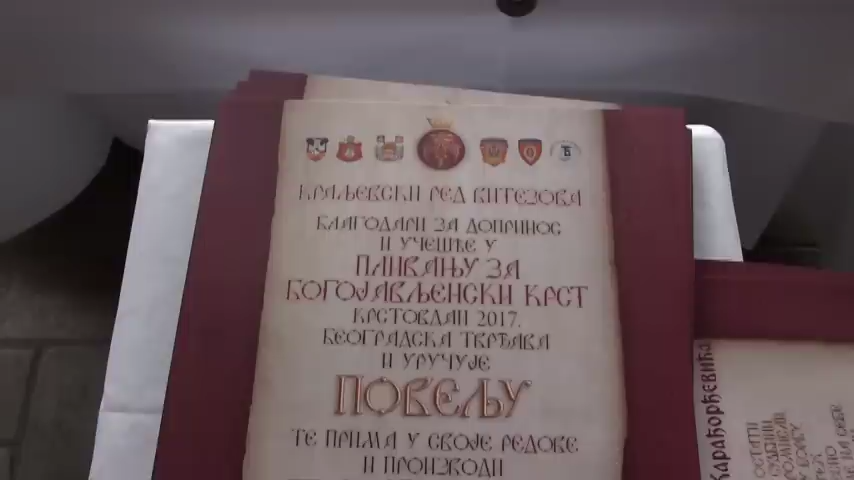 КРАЉЕВСКИ РЕД ВИТЕЗОВА
БЛАГОДАРИ ЗА ДОПРИНОС
И УЧЕШЋЕ У
ПЛИВАЊУ ЗА
БОГОЈАВЉЕНСКИ КРСТ
КРСТОВДАН 2017.
БЕОГРАДСКА ТВРЂАВА
И УРУЧУЈЕ
ПОВЕЉУ
ТЕ ПРИМА У СВОЈЕ РЕДОВЕ
И ПРОИЗВОДИ
Карађорђевића